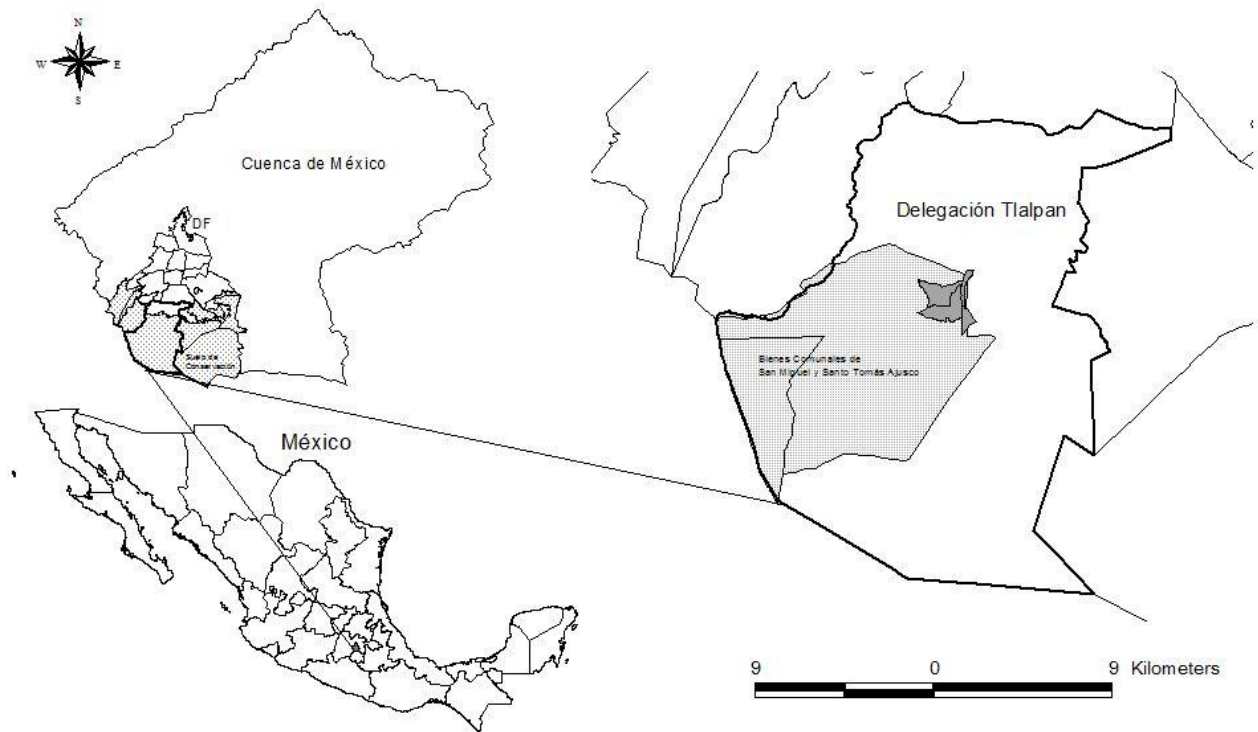 N
W E
S
Cuenca de México
DF
Suelo de
Conservación
México
Delegación Tlalpan
Bienes Comunales de
San Miguel y Santo Tomás Ajusco
9 0 9 Kilometers